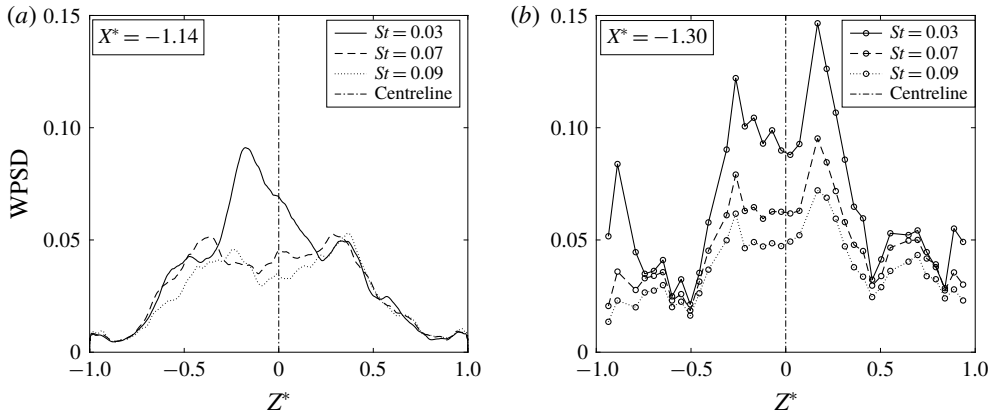 (a)
0.15
X* = −1.14
St = 0.03
St = 0.07
St = 0.09
Centreline
0.10
WPSD
0.05
0
−1.0
−0.5
0
0.5
1.0
Z*
(b)
0.15
X* = −1.30
St = 0.03
St = 0.07
St = 0.09
Centreline
0.10
0.05
0
−1.0
−0.5
0
0.5
1.0
Z*